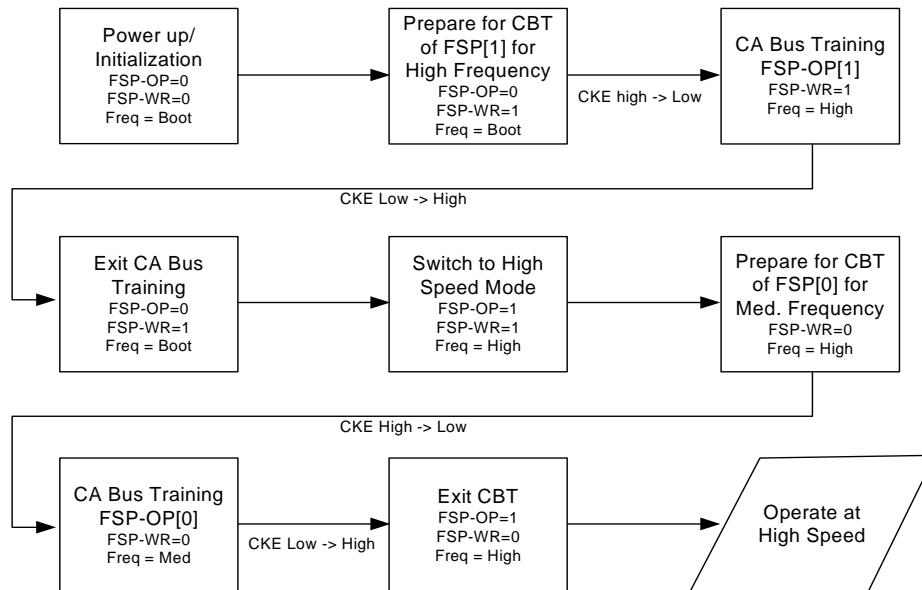 Power up/
Initialization
FSP-OP=0
FSP-WR=0
Freq = Boot
Prepare for CBT
of FSP[1] for
High Frequency
FSP-OP=0
FSP-WR=1
Freq = Boot
CKE high -> Low
CA Bus Training
FSP-OP[1]
FSP-WR=1
Freq = High
CKE Low -> High
Exit CA Bus
Training
FSP-OP=0
FSP-WR=1
Freq = Boot
Switch to High
Speed Mode
FSP-OP=1
FSP-WR=1
Freq = High
Prepare for CBT
of FSP[0] for
Med. Frequency
FSP-WR=0
Freq = High
CKE High -> Low
CA Bus Training
FSP-OP[0]
FSP-WR=0
Freq = Med
CKE Low -> High
Exit CBT
FSP-OP=1
FSP-WR=0
Freq = High
Operate at
High Speed